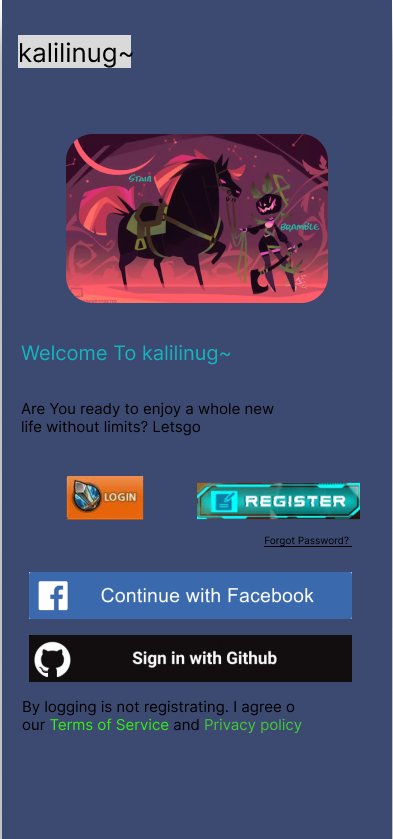 kalilinug~
STAIN
BRAMBLE
Welcome To kalilinug~
Are You ready to enjoy a whole new
life without limits? Letsgo
LOGIN
REGISTER
Forgot Password?
Continue with Facebook
Sign in with Github
By logging is not registrating. I agree o
our Terms of Service and Privacy policy